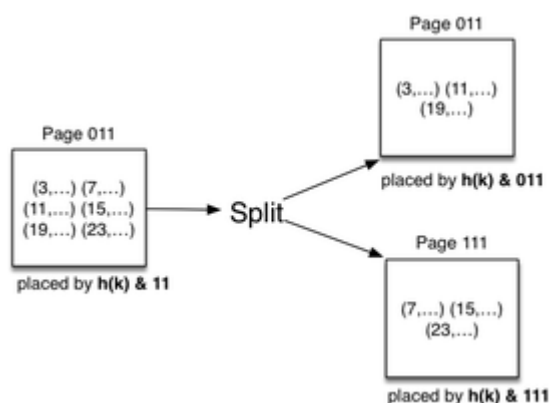 Page 011
(3,...) (7,...)
(11,...) (15,...)
(19,...) (23,...)
placed by h(k) & 11
Split
Page 011
(3,...) (11,...)
(19,...)
placed by h(k) & 011
Page 111
(7,...) (15,...)
(23,...)
placed by h(k) & 111